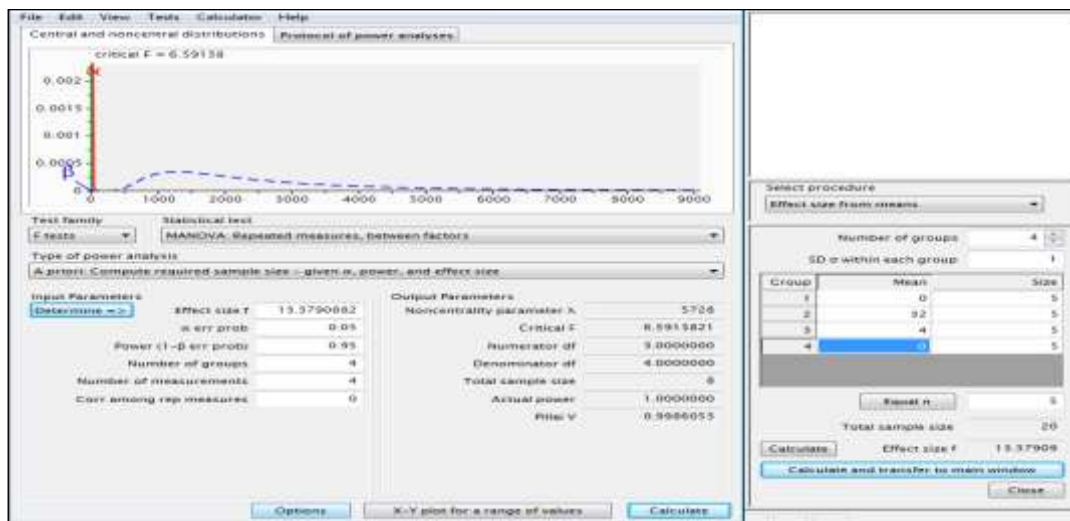 File Edit View Tests Calculator Help
Central and noncentral distributions Protocol of power analyses
critical F = 6.59138
0.002
0.0015
0.001
0.0005
0
α
β
0 1000 2000 3000 4000 5000 6000 7000 8000 9000
Test family Statistical test
F tests MANOVA: Repeated measures, between factors
Type of power analysis
A priori: Compute required sample size - given α, power, and effect size
Input Parameters
Determine => Effect size f 13.3790882
α err prob 0.05
Power (1-β err prob) 0.95
Number of groups 4
Number of measurements 4
Corr among rep measures 0
Output Parameters
Noncentrality parameter λ 5728
Critical F 6.5913821
Numerator df 3.0000000
Denominator df 4.0000000
Total sample size 8
Actual power 1.0000000
Pillai V
Options X-Y plot for a range of values Calculate
Select procedure
Effect size from means
Number of groups 4
SD σ within each group 1
Group Mean Size
1 0 5
2 32 5
3 4 5
4 0 5
Equal n 5
Total sample size 20
Calculate Effect size f 13.37909
Calculate and transfer to main window
Close